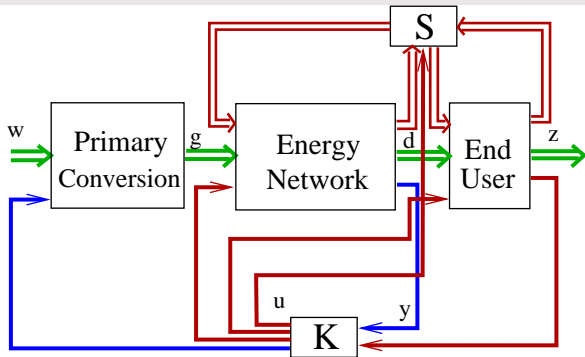 S
w
Primary
Conversion
g
Energy
Network
d
End
User
z
u
y
K